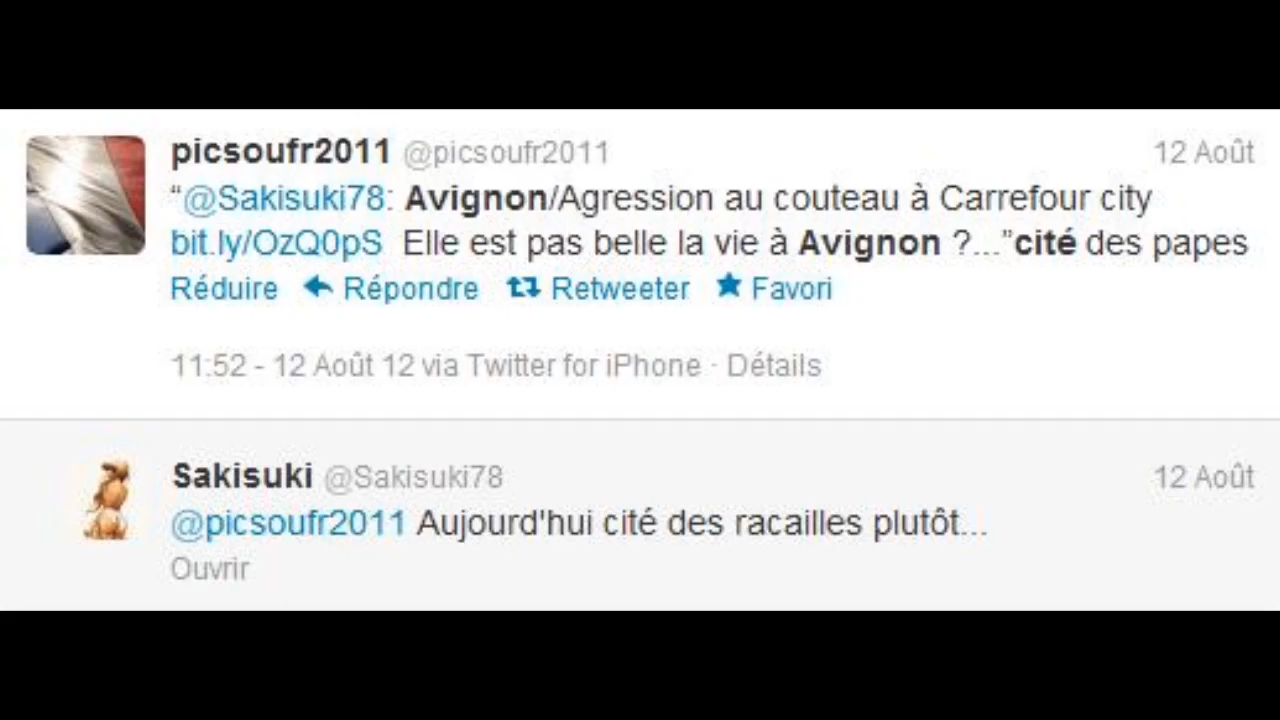 picsoufr2011 @picsoufr2011 12 Août
“@Sakisuki78: Avignon/Agression au couteau à Carrefour city
bit.ly/OzQ0pS Elle est pas belle la vie à Avignon ?...”cité des papes
Réduire Répondre Retweeter Favori
11:52 - 12 Août 12 via Twitter for iPhone · Détails
Sakisuki @Sakisuki78 12 Août
@picsoufr2011 Aujourd'hui cité des racailles plutôt...
Ouvrir